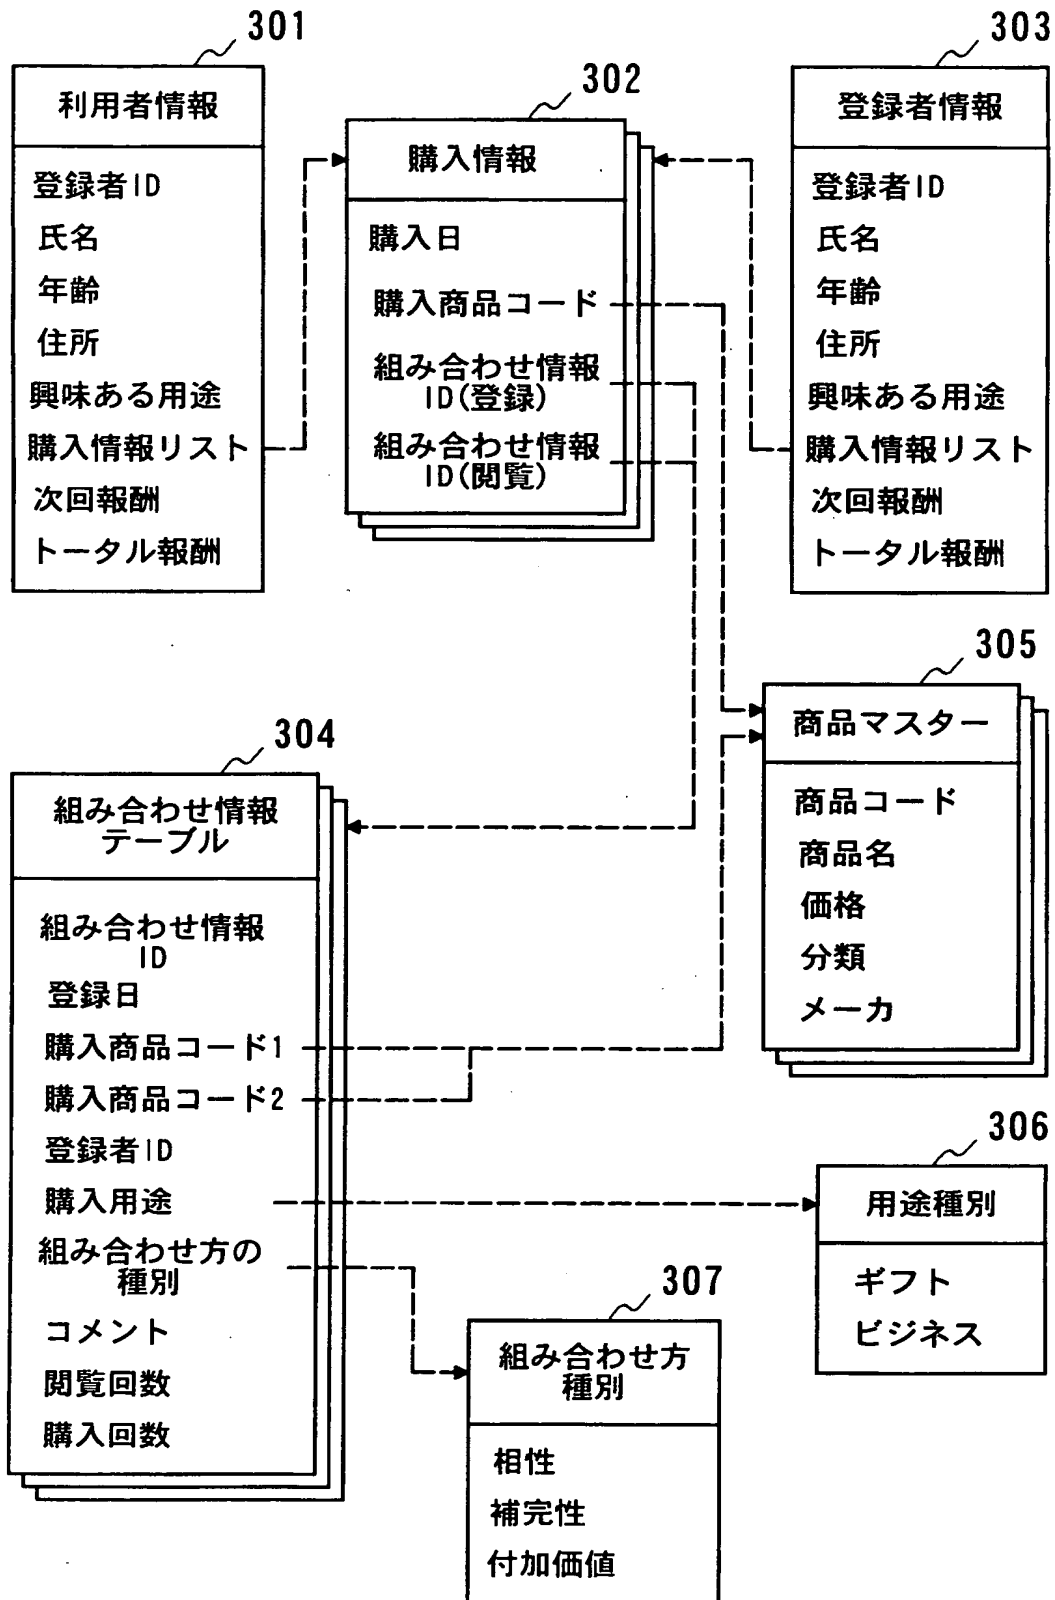 301
利用者情報
登録者ID
氏名
年齢
住所
興味ある用途
購入情報リスト
次回報酬
トータル報酬
302
購入情報
購入日
購入商品コード
組み合わせ情報
ID(登録)
組み合わせ情報
ID(閲覧)
303
登録者情報
登録者ID
氏名
年齢
住所
興味ある用途
購入情報リスト
次回報酬
トータル報酬
304
組み合わせ情報
テーブル
組み合わせ情報
ID
登録日
購入商品コード1
購入商品コード2
登録者ID
購入用途
組み合わせ方の
種別
コメント
閲覧回数
購入回数
305
商品マスター
商品コード
商品名
価格
分類
メーカ
306
用途種別
ギフト
ビジネス
307
組み合わせ方
種別
相性
補完性
付加価値